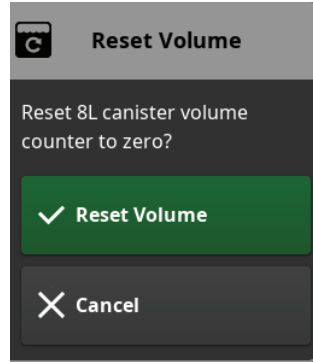 Reset Volume
Reset 8L canister volume
counter to zero?
Reset Volume
Cancel